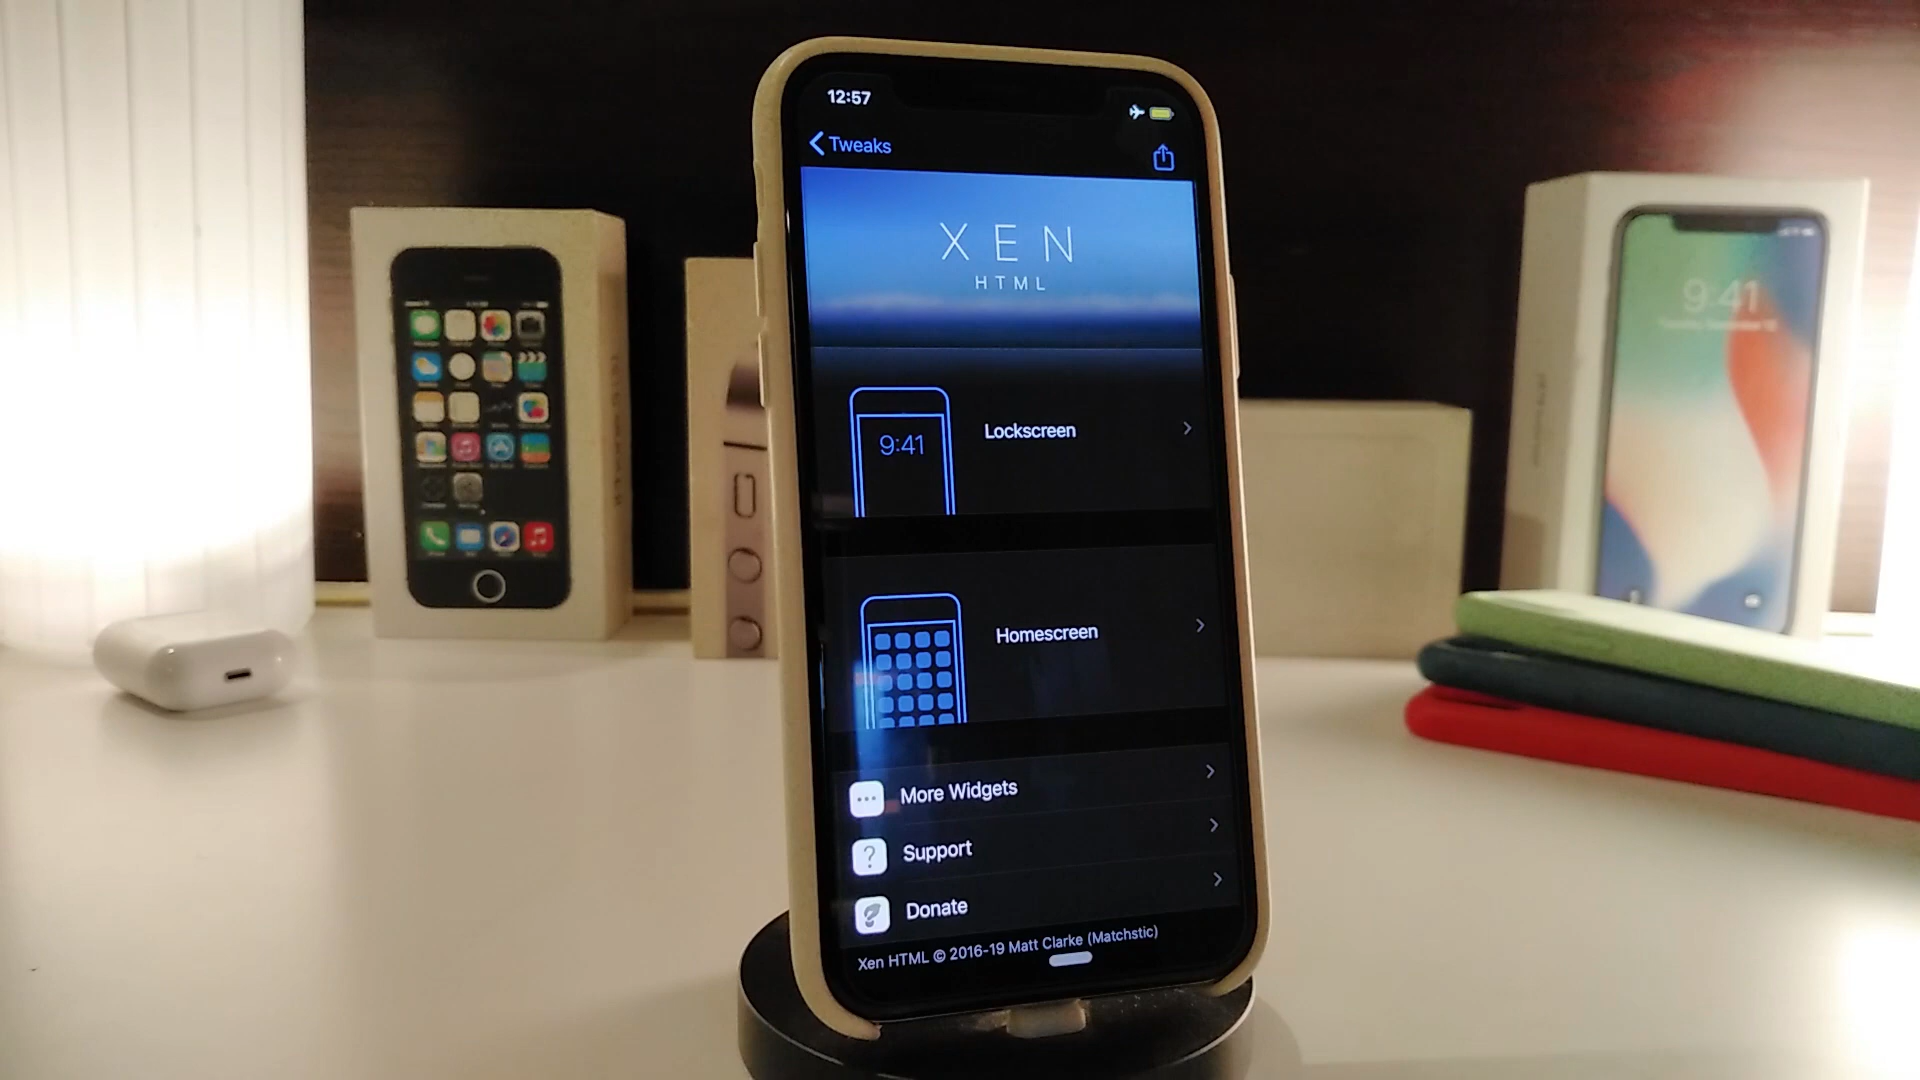 12:57
Tweaks
XEN
HTML
9:41
Lockscreen
Homescreen
More Widgets
?
Support
Donate
Xen HTML © 2016-19 Matt Clarke (Matchstic)
9:41